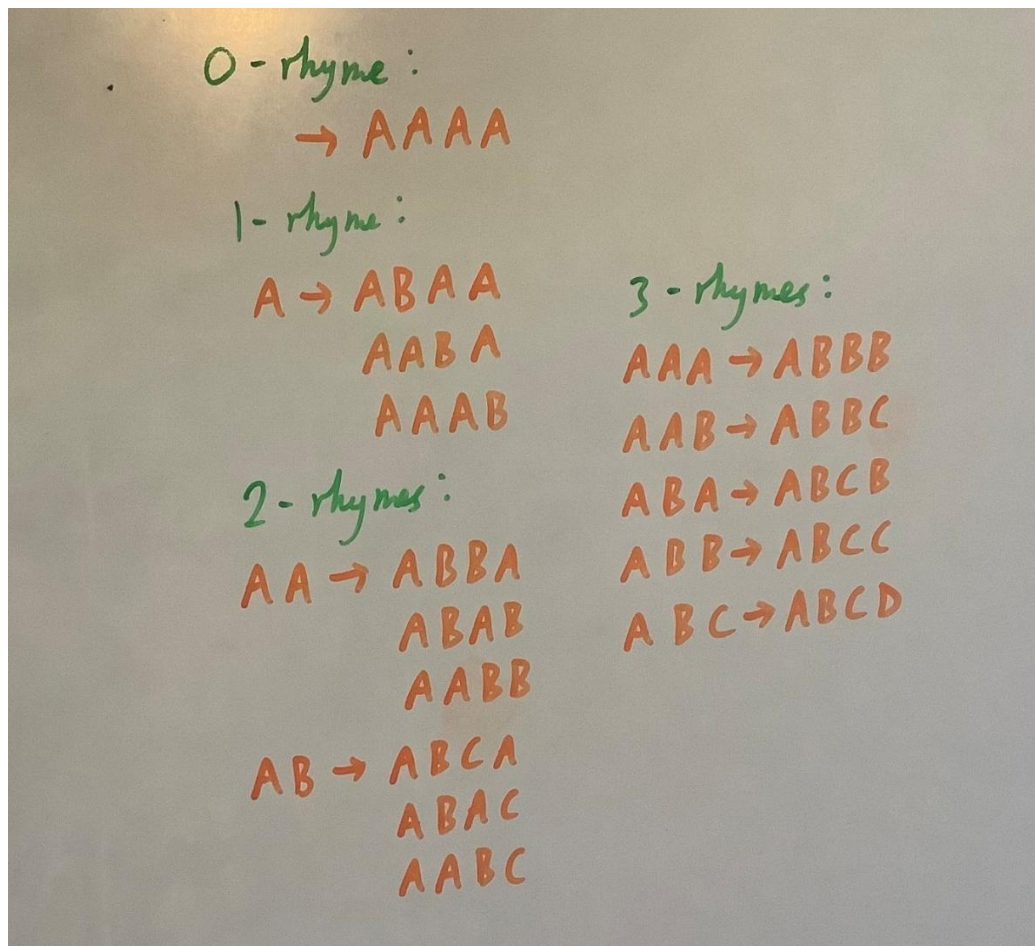 0-rhyme:
→ AAAA
1-rhyme:
A → ABAA
AABA
AAAB
2-rhymes:
AA → ABBA
ABAB
AABB
AB → ABCA
ABAC
AABC
3-rhymes:
AAA → ABBB
AAB → ABBC
ABA → ABCB
ABB → ABCC
ABC → ABCD